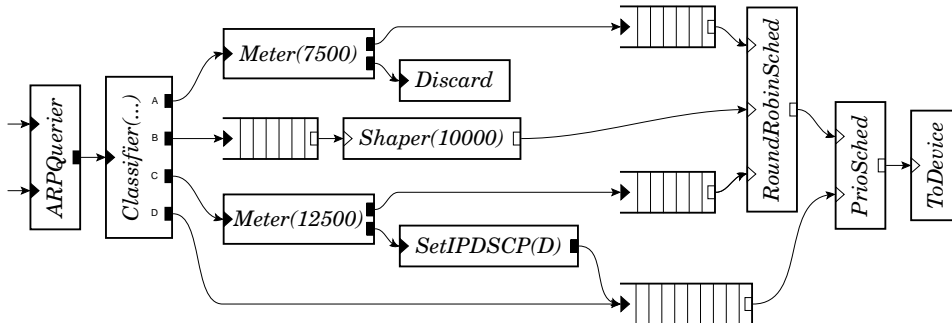 ARPQuerier
Classifier(...)
A
B
C
D
Meter(7500)
Discard
Shaper(10000)
Meter(12500)
SetIPDSCP(D)
RoundRobinSched
PrioSched
ToDevice